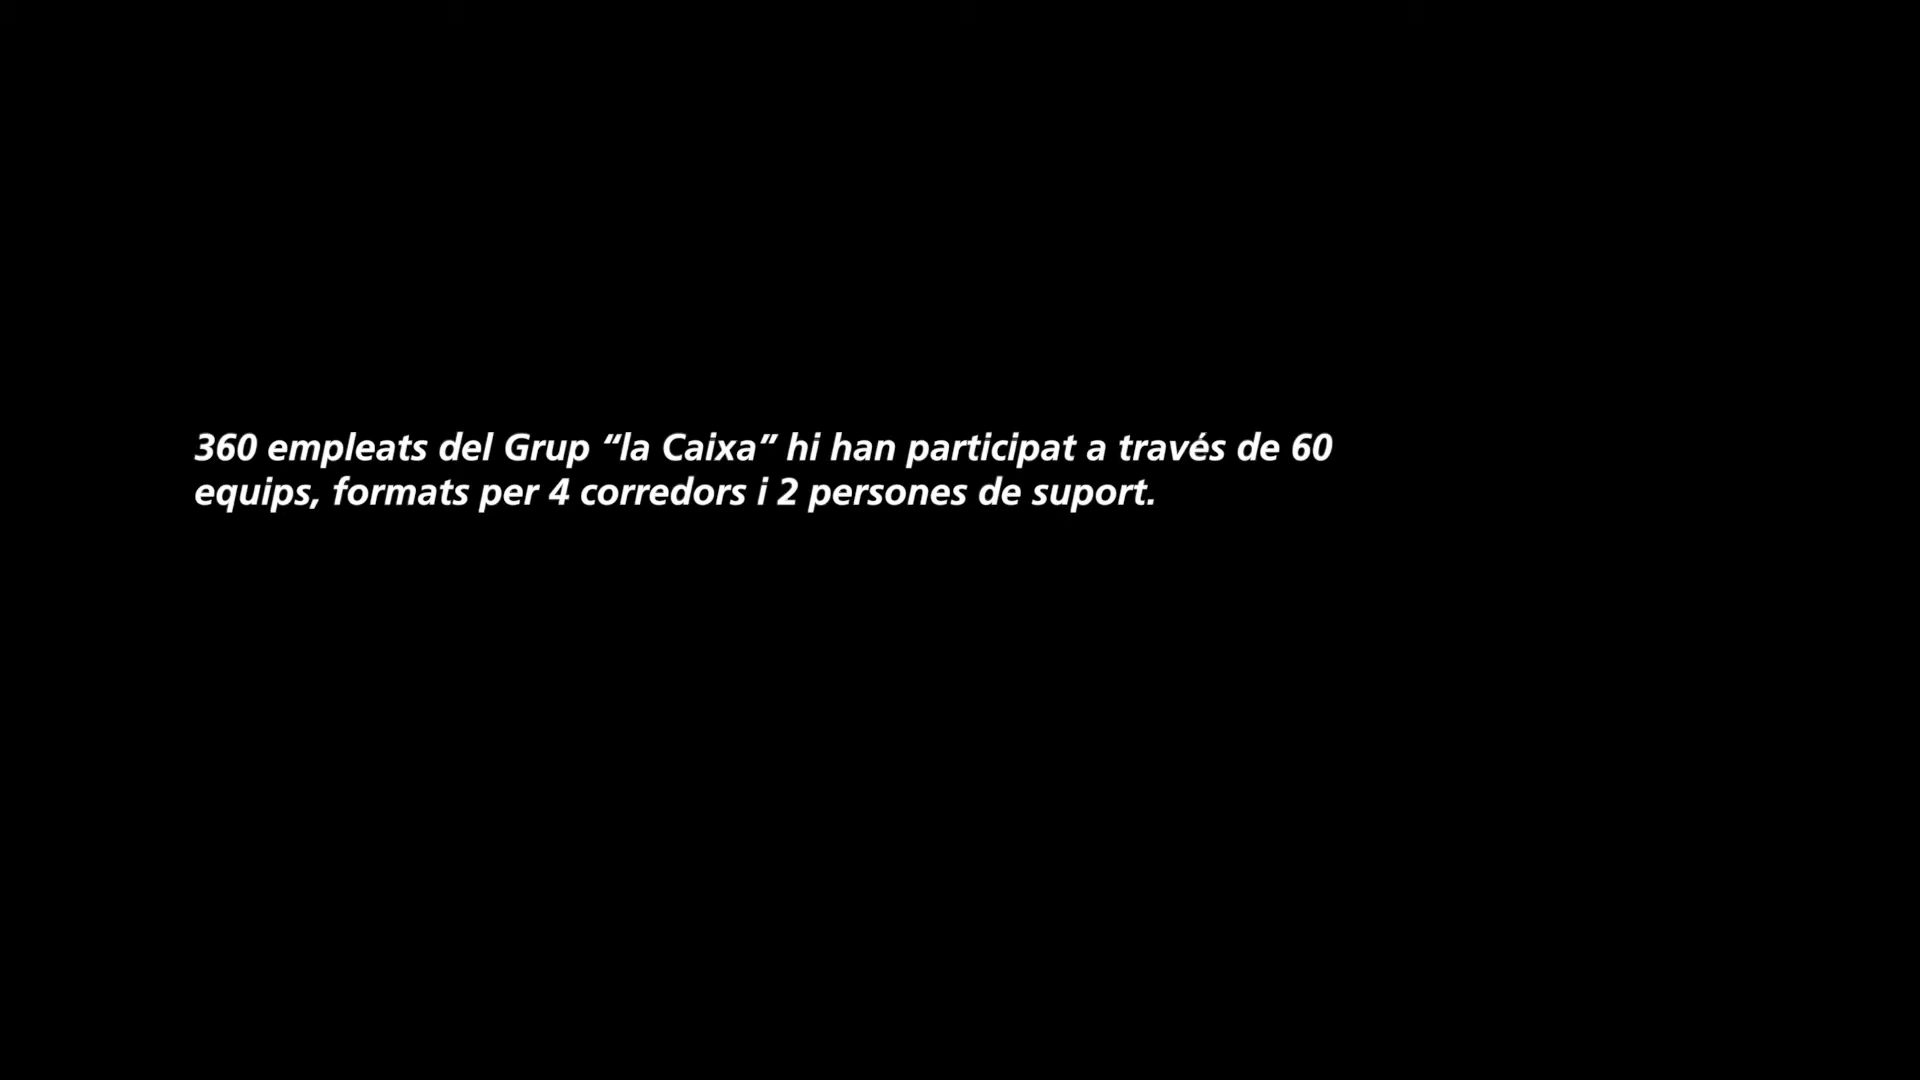 360 empleats del Grup “la Caixa” hi han participat a través de 60
equips, formats per 4 corredors i 2 persones de suport.